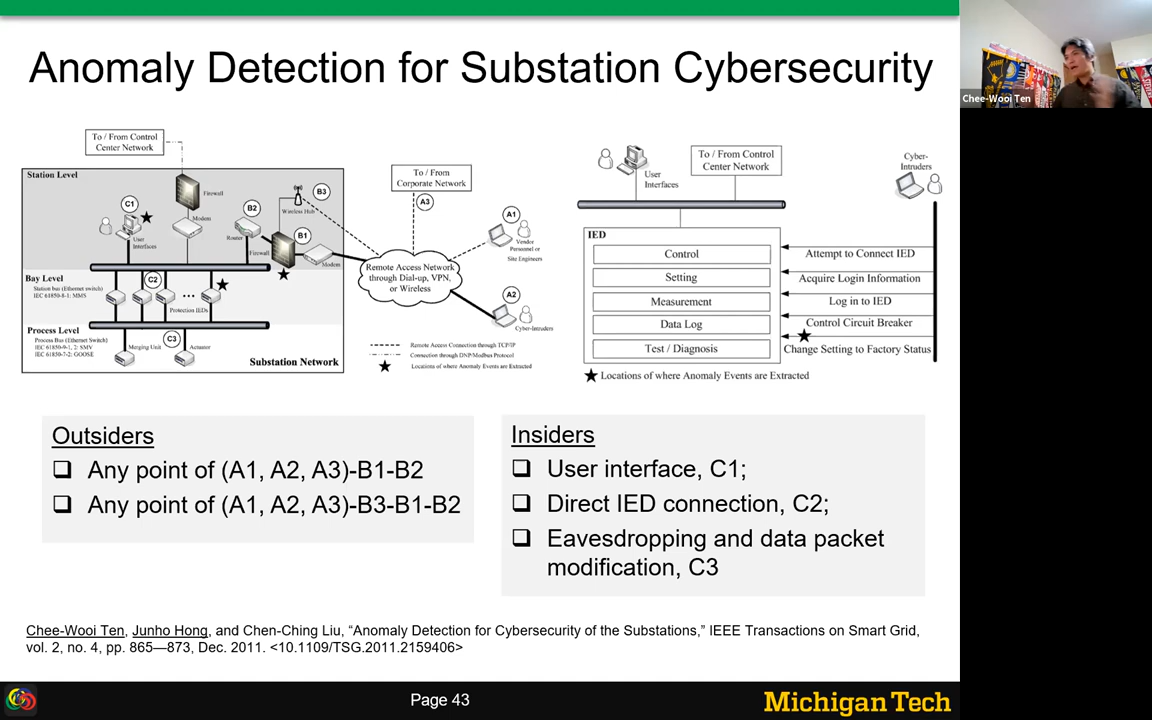 Anomaly Detection for Substation Cybersecurity
Chee-Wooi Ten
To / From Control
Center Network
Station Level
Firewall
C1
User
Interfaces
Modem
B2
Router
B3
Wireless Hub
B1
Firewall
Modem
Bay Level
Station bus (Ethernet switch)
IEC 61850-8-1: MMS
C2
Protection IEDs
Process Level
Process Bus (Ethernet Switch)
IEC 61850-9-1, 2: SMV
IEC 61850-7-2: GOOSE
C3
Merging Unit
Actuator
Substation Network
To / From
Corporate Network
A3
Remote Access Network
through Dial-up, VPN,
or Wireless
A1
Vendor
Personnel or
Site Engineers
A2
Cyber-Intruders
Remote Access Connection through TCP/IP
Connection through DNP/Modbus Protocol
Locations of where Anomaly Events are Extracted
User
Interfaces
To / From Control
Center Network
Cyber-
Intruders
IED
Control
Setting
Measurement
Data Log
Test / Diagnosis
Attempt to Connect IED
Acquire Login Information
Log in to IED
Control Circuit Breaker
Change Setting to Factory Status
Locations of where Anomaly Events are Extracted
Outsiders
Any point of (A1, A2, A3)-B1-B2
Any point of (A1, A2, A3)-B3-B1-B2
Insiders
User interface, C1;
Direct IED connection, C2;
Eavesdropping and data packet
modification, C3
Chee-Wooi Ten, Junho Hong, and Chen-Ching Liu, “Anomaly Detection for Cybersecurity of the Substations,” IEEE Transactions on Smart Grid,
vol. 2, no. 4, pp. 865—873, Dec. 2011. <10.1109/TSG.2011.2159406>
Page 43
Michigan Tech